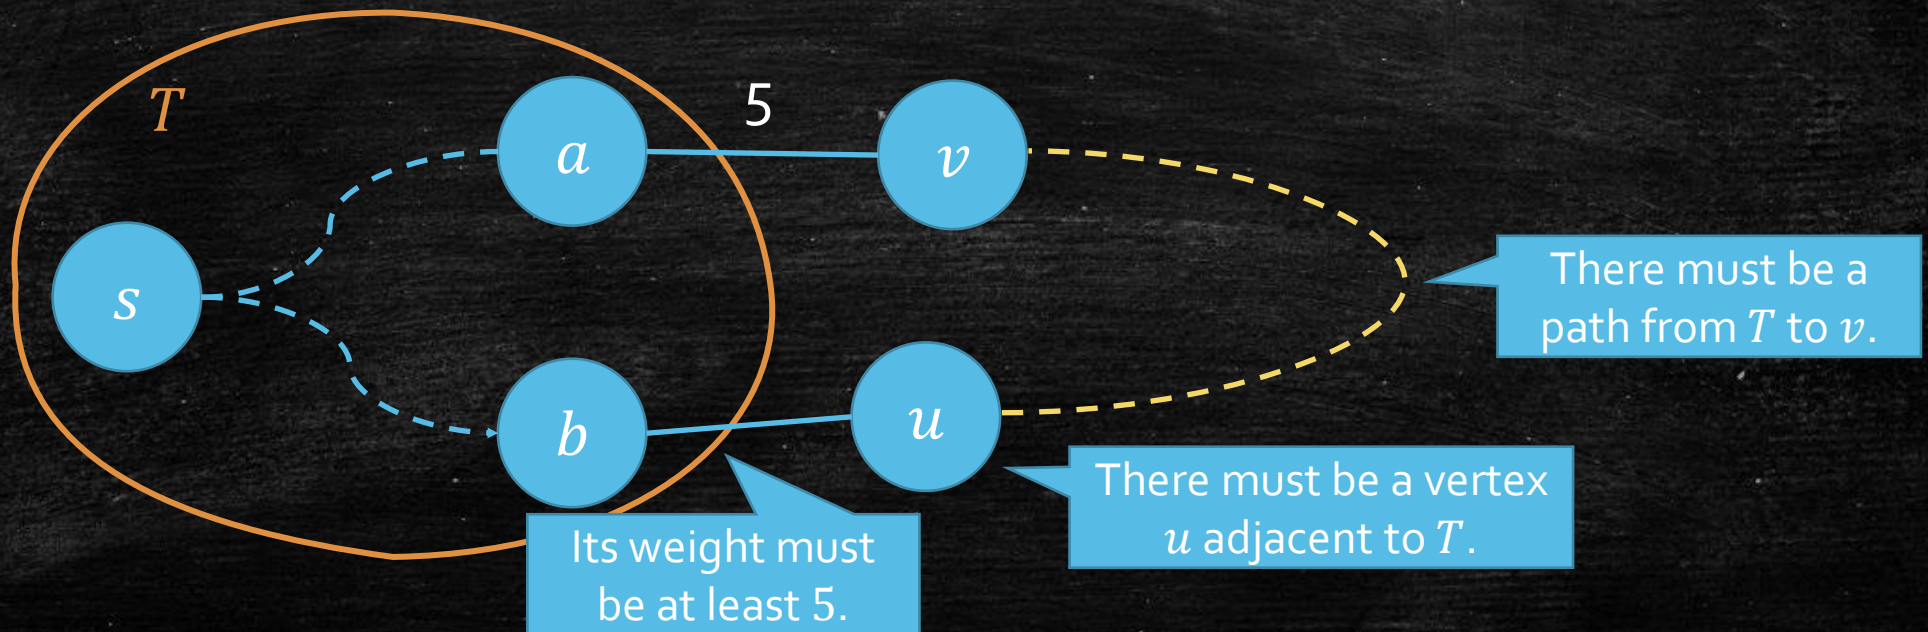 T
5
a
v
s
There must be a
path from T to v.
b
u
There must be a vertex
u adjacent to T.
Its weight must
be at least 5.